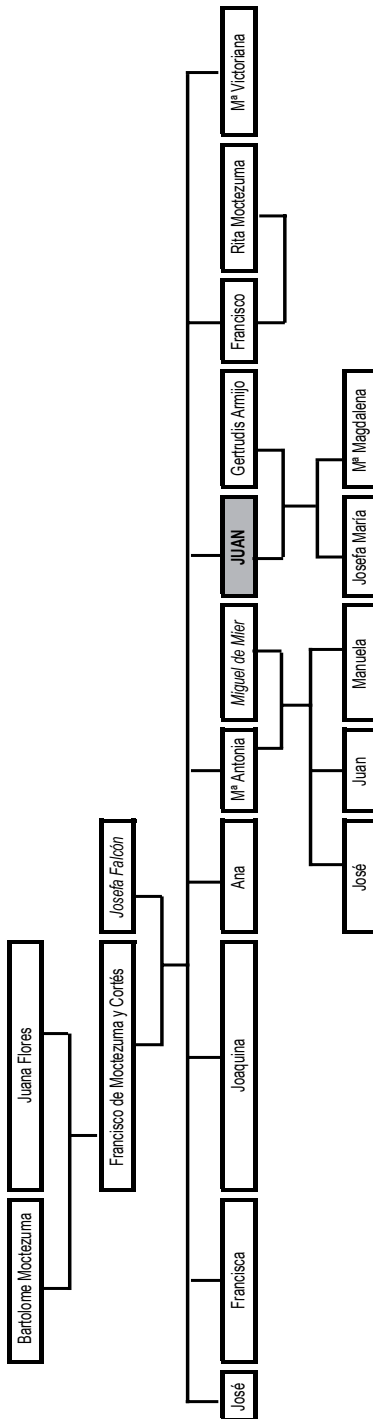 Bartolome Moctezuma
Juana Flores
Francisco de Moctezuma y Cortés
Josefa Falcón
José
Francisca
Joaquina
Ana
Mª Antonia
Miguel de Mier
JUAN
Gertrudis Armijo
Francisco
Rita Moctezuma
Mª Victoriana
José
Juan
Manuela
Josefa María
Mª Magdalena